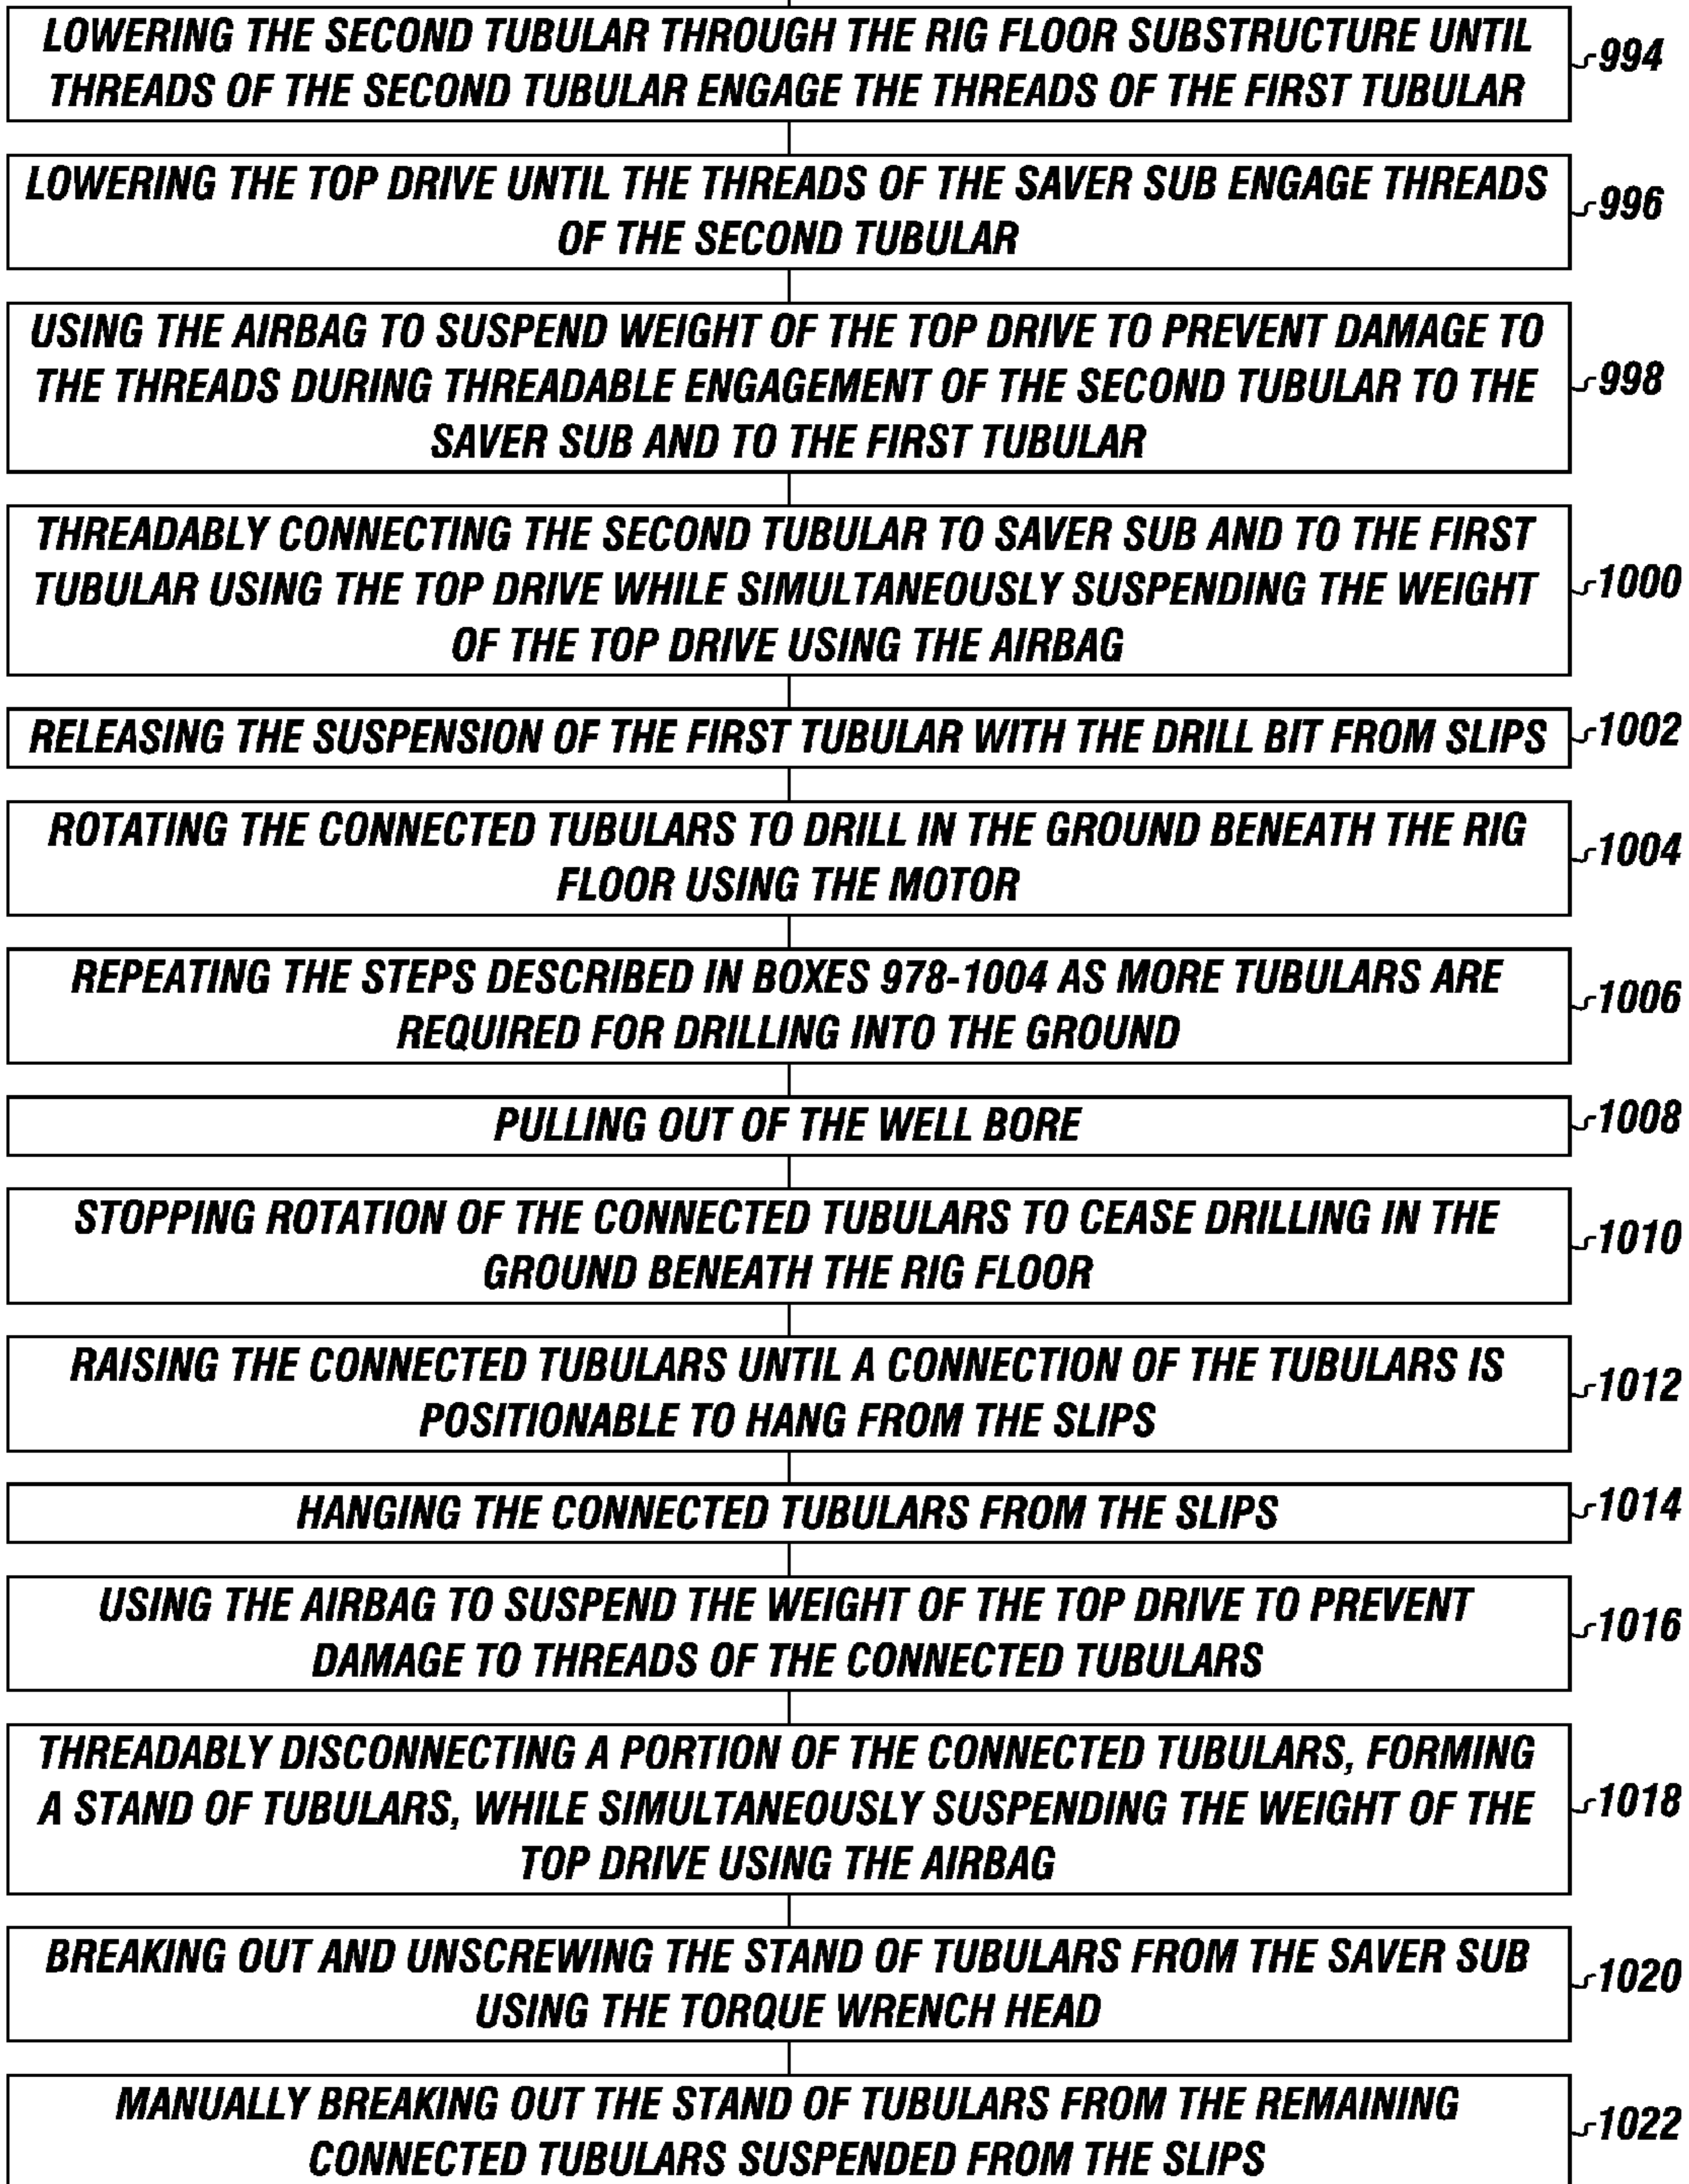 LOWERING THE SECOND TUBULAR THROUGH THE RIG FLOOR SUBSTRUCTURE UNTIL
THREADS OF THE SECOND TUBULAR ENGAGE THE THREADS OF THE FIRST TUBULAR
994
LOWERING THE TOP DRIVE UNTIL THE THREADS OF THE SAVER SUB ENGAGE THREADS
OF THE SECOND TUBULAR
996
USING THE AIRBAG TO SUSPEND WEIGHT OF THE TOP DRIVE TO PREVENT DAMAGE TO
THE THREADS DURING THREADABLE ENGAGEMENT OF THE SECOND TUBULAR TO THE
SAVER SUB AND TO THE FIRST TUBULAR
998
THREADABLY CONNECTING THE SECOND TUBULAR TO SAVER SUB AND TO THE FIRST
TUBULAR USING THE TOP DRIVE WHILE SIMULTANEOUSLY SUSPENDING THE WEIGHT
OF THE TOP DRIVE USING THE AIRBAG
1000
RELEASING THE SUSPENSION OF THE FIRST TUBULAR WITH THE DRILL BIT FROM SLIPS
1002
ROTATING THE CONNECTED TUBULARS TO DRILL IN THE GROUND BENEATH THE RIG
FLOOR USING THE MOTOR
1004
REPEATING THE STEPS DESCRIBED IN BOXES 978-1004 AS MORE TUBULARS ARE
REQUIRED FOR DRILLING INTO THE GROUND
1006
PULLING OUT OF THE WELL BORE
1008
STOPPING ROTATION OF THE CONNECTED TUBULARS TO CEASE DRILLING IN THE
GROUND BENEATH THE RIG FLOOR
1010
RAISING THE CONNECTED TUBULARS UNTIL A CONNECTION OF THE TUBULARS IS
POSITIONABLE TO HANG FROM THE SLIPS
1012
HANGING THE CONNECTED TUBULARS FROM THE SLIPS
1014
USING THE AIRBAG TO SUSPEND THE WEIGHT OF THE TOP DRIVE TO PREVENT
DAMAGE TO THREADS OF THE CONNECTED TUBULARS
1016
THREADABLY DISCONNECTING A PORTION OF THE CONNECTED TUBULARS, FORMING
A STAND OF TUBULARS, WHILE SIMULTANEOUSLY SUSPENDING THE WEIGHT OF THE
TOP DRIVE USING THE AIRBAG
1018
BREAKING OUT AND UNSCREWING THE STAND OF TUBULARS FROM THE SAVER SUB
USING THE TORQUE WRENCH HEAD
1020
MANUALLY BREAKING OUT THE STAND OF TUBULARS FROM THE REMAINING
CONNECTED TUBULARS SUSPENDED FROM THE SLIPS
1022